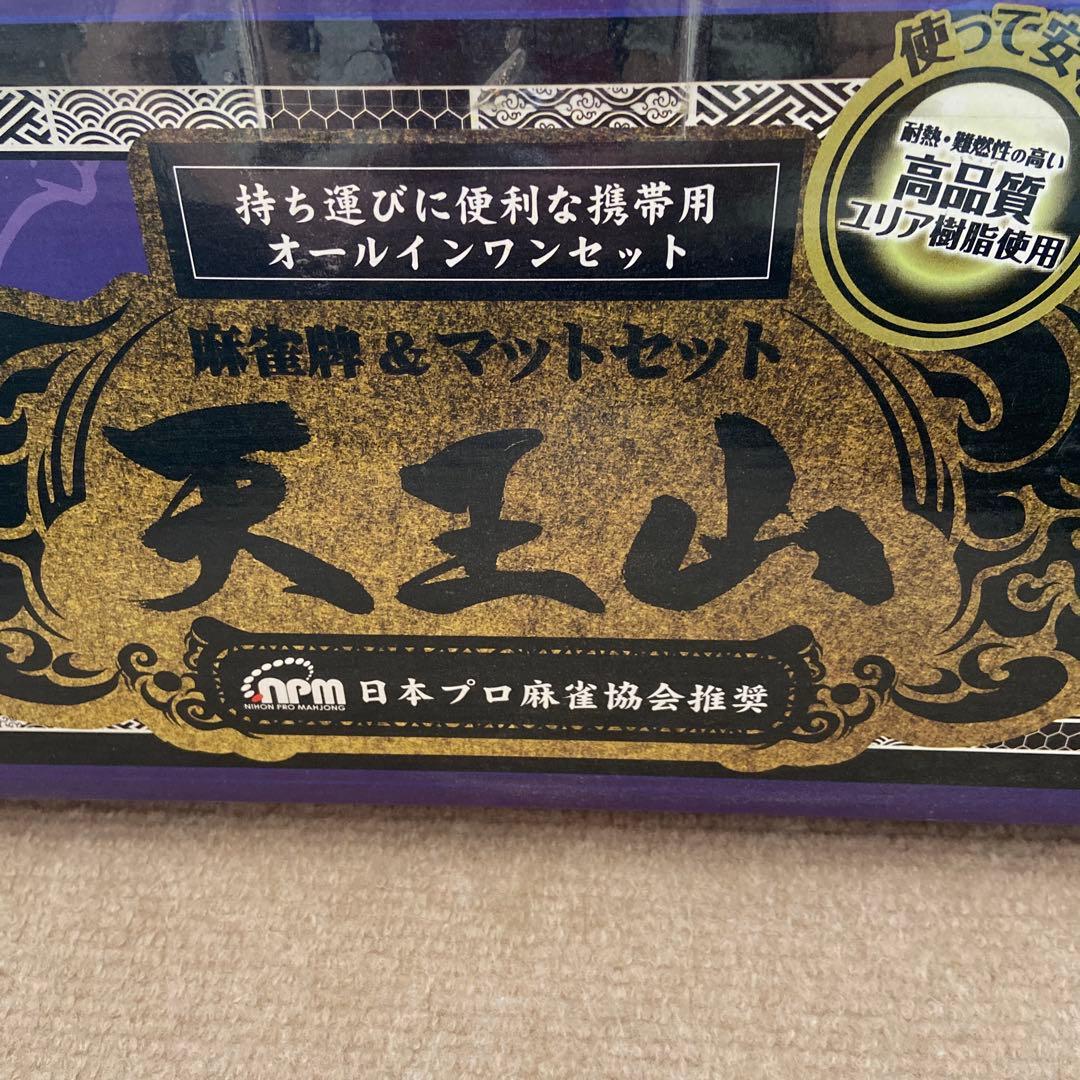 使って安
耐熱・難燃性の高い
高品質
ユリア樹脂使用
持ち運びに便利な携帯用
オールインワンセット
麻雀牌&マットセット
天王山
npm 日本プロ麻雀協会推奨
NIHON PRO MAHJONG